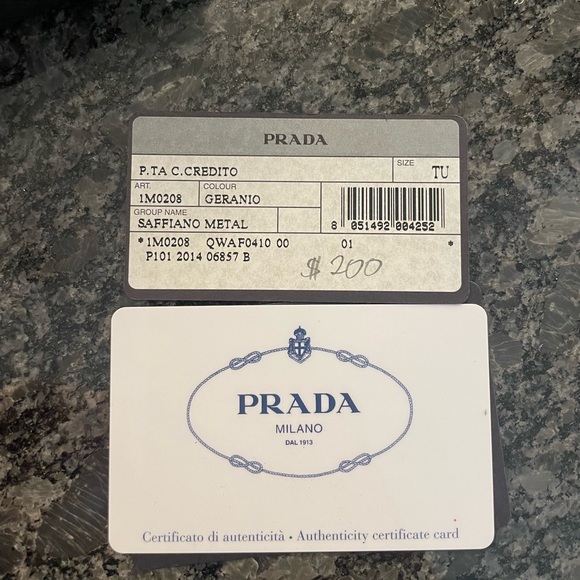 PRADA
P.TA C.CREDITO SIZE TU
ART. COLOUR
1M0208 GERANIO
GROUP NAME
SAFFIANO METAL
8 051492 004252
*1M0208 QWAF0410 00 01 *
P101 2014 06857 B
$200
PRADA
MILANO
DAL 1913
Certificato di autenticità • Authenticity certificate card